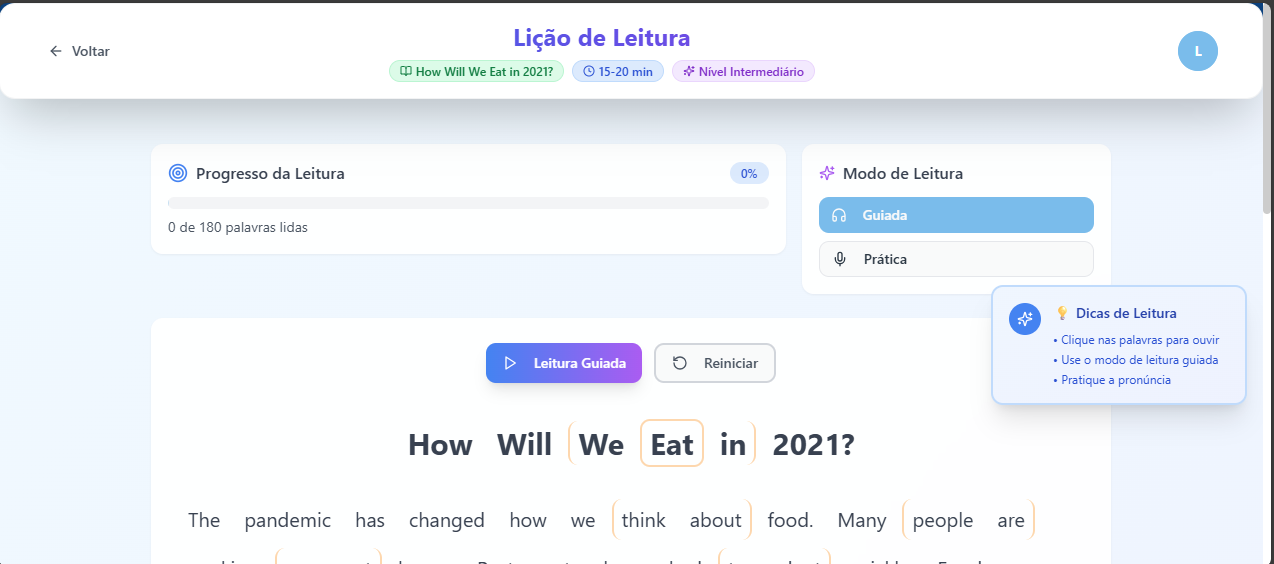 Voltar
Lição de Leitura
How Will We Eat in 2021?
15-20 min
Nível Intermediário
L
Progresso da Leitura
0%
0 de 180 palavras lidas
Modo de Leitura
Guiada
Prática
Dicas de Leitura
• Clique nas palavras para ouvir
• Use o modo de leitura guiada
• Pratique a pronúncia
Leitura Guiada
Reiniciar
How Will We Eat in 2021?
The pandemic has changed how we think about food. Many people are